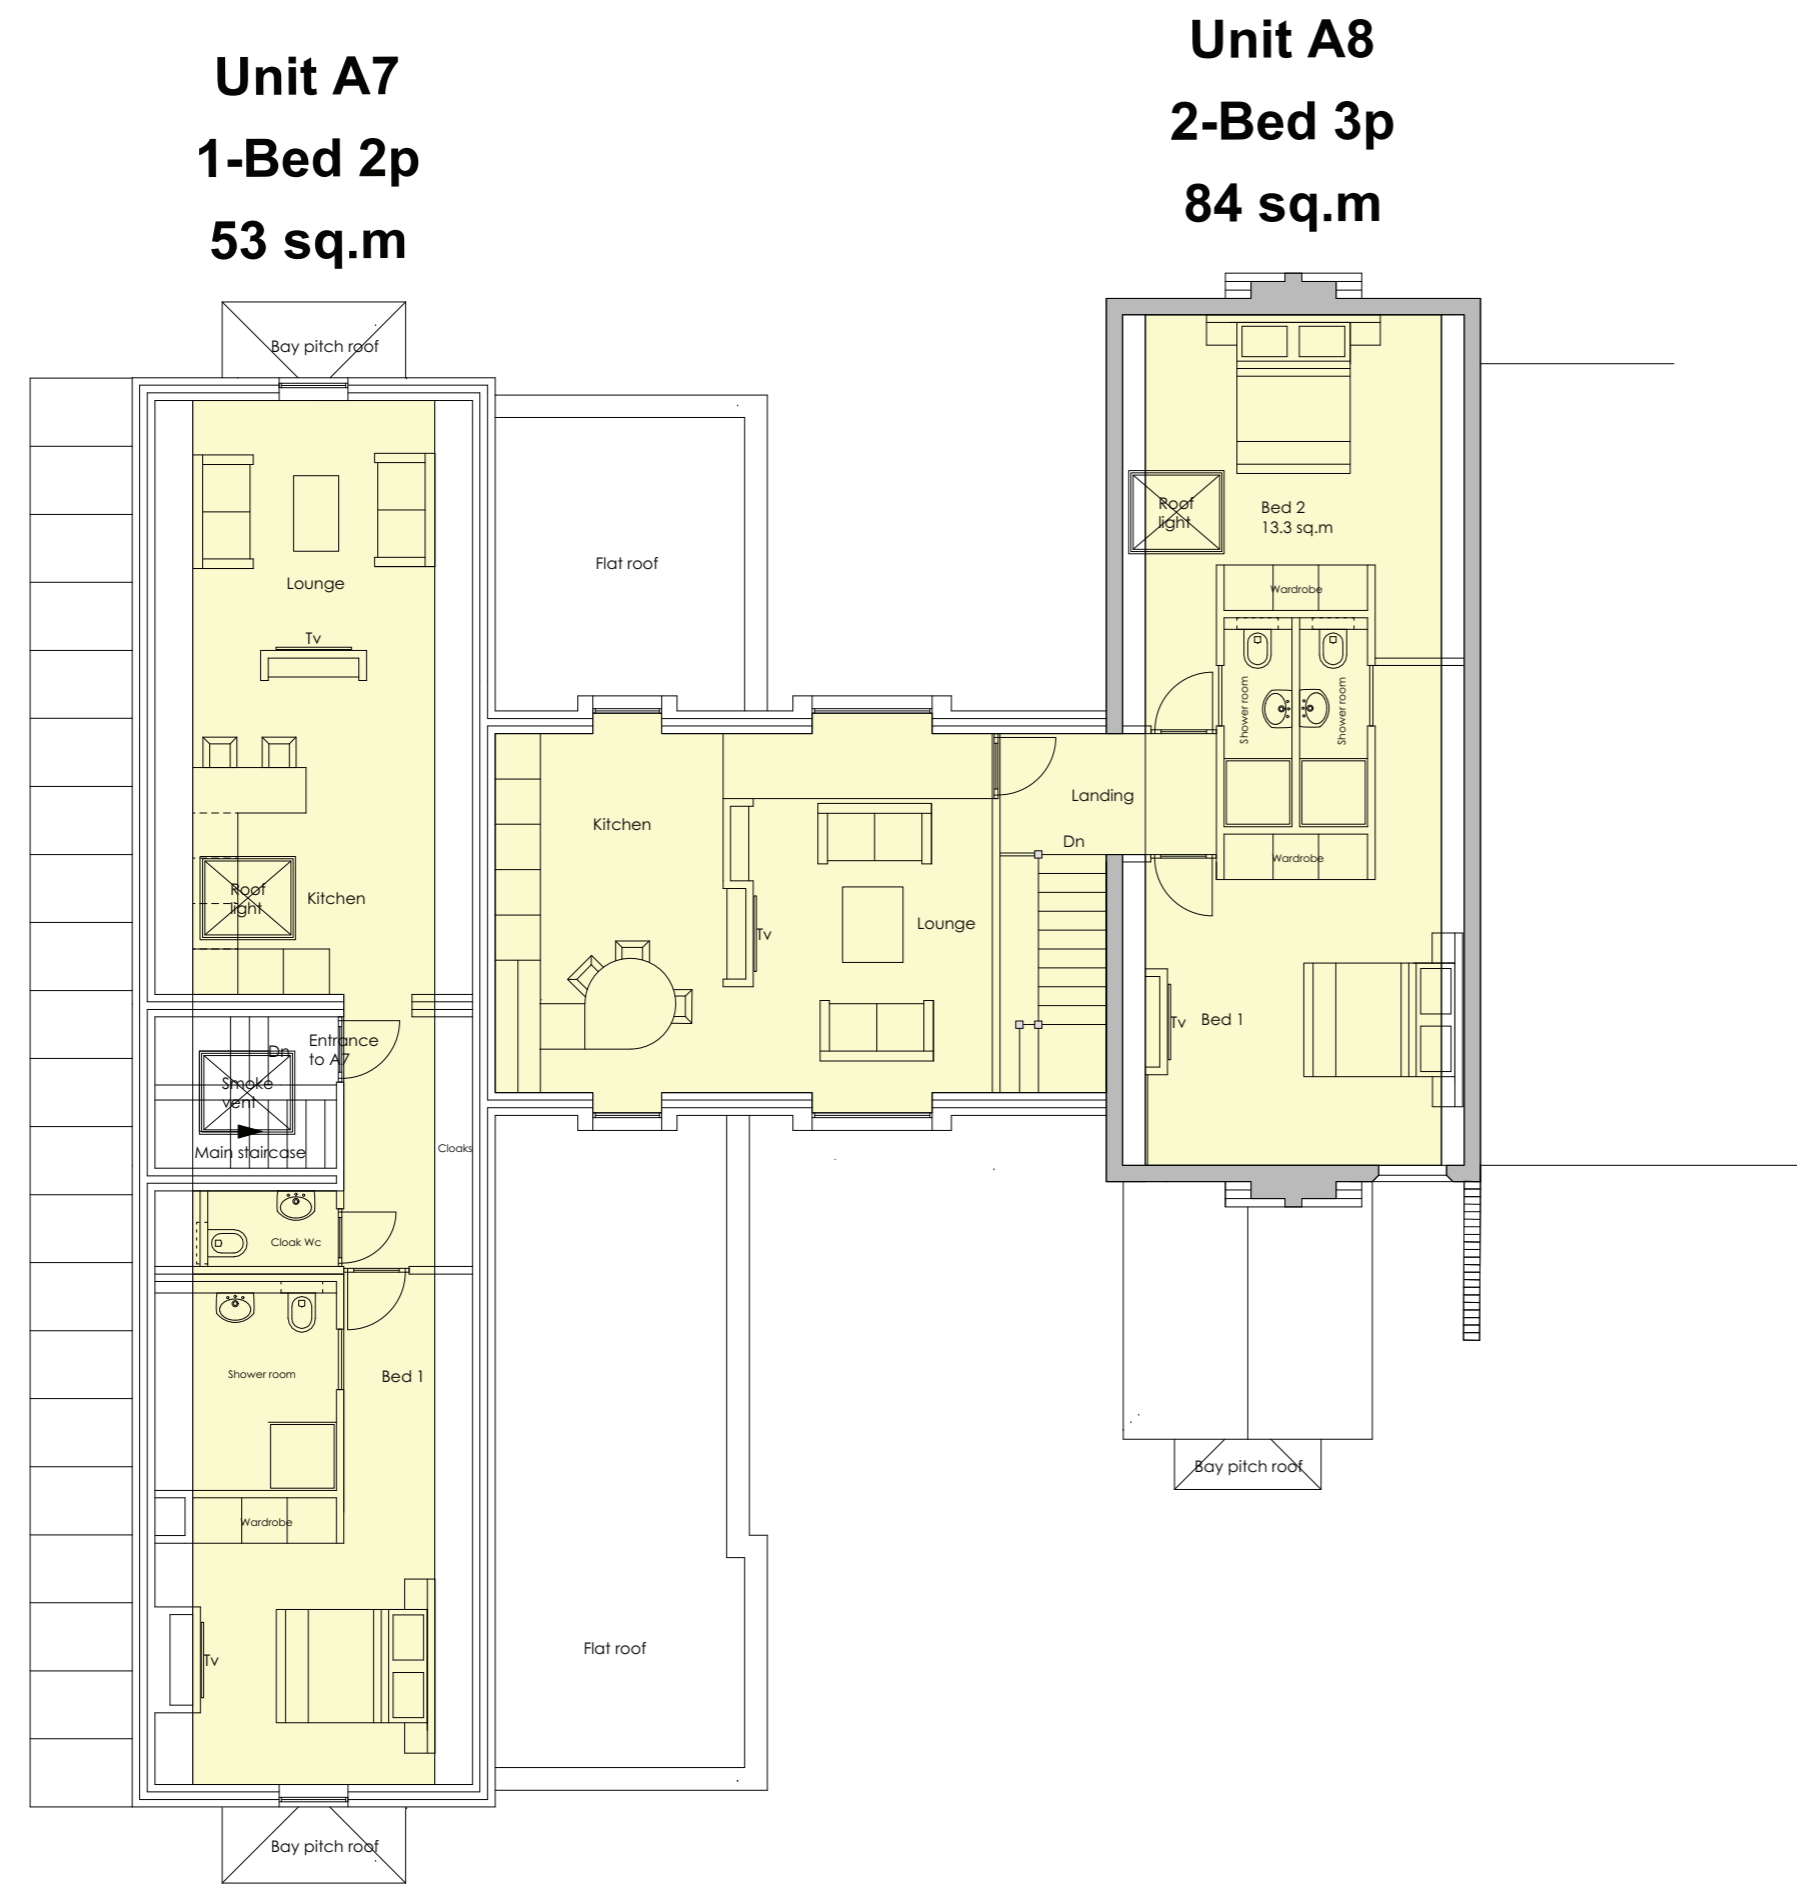 Unit A7
1-Bed 2p
53 sq.m
Unit A8
2-Bed 3p
84 sq.m
Bay pitch roof
Lounge
Tv
Roof
light
Kitchen
Dn
Entrance
to A7
Smoke
vent
Main staircase
Cloaks
Cloak Wc
Shower room
Bed 1
Wardrobe
Tv
Bay pitch roof
Flat roof
Kitchen
Tv
Lounge
Landing
Dn
Flat roof
Roof
light
Bed 2
13.3 sq.m
Wardrobe
Shower room
Shower room
Wardrobe
Tv
Bed 1
Bay pitch roof